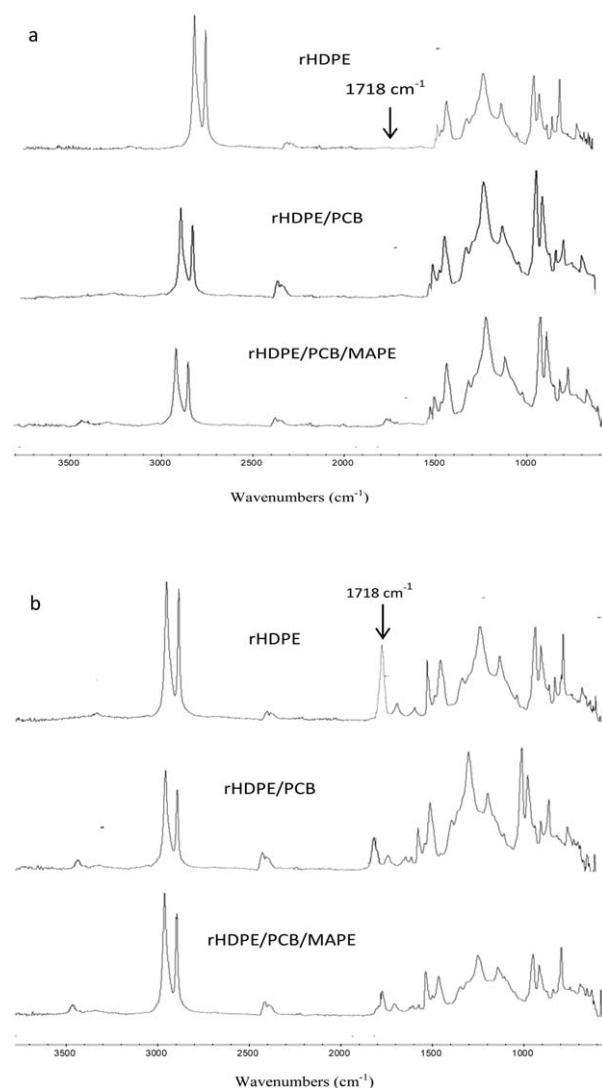 a
rHDPE
1718 cm-1
rHDPE/PCB
rHDPE/PCB/MAPE
3500 3000 2500 2000 1500 1000
Wavenumbers (cm-1)
b
1718 cm-1
rHDPE
rHDPE/PCB
rHDPE/PCB/MAPE
3500 3000 2500 2000 1500 1000
Wavenumbers (cm-1)